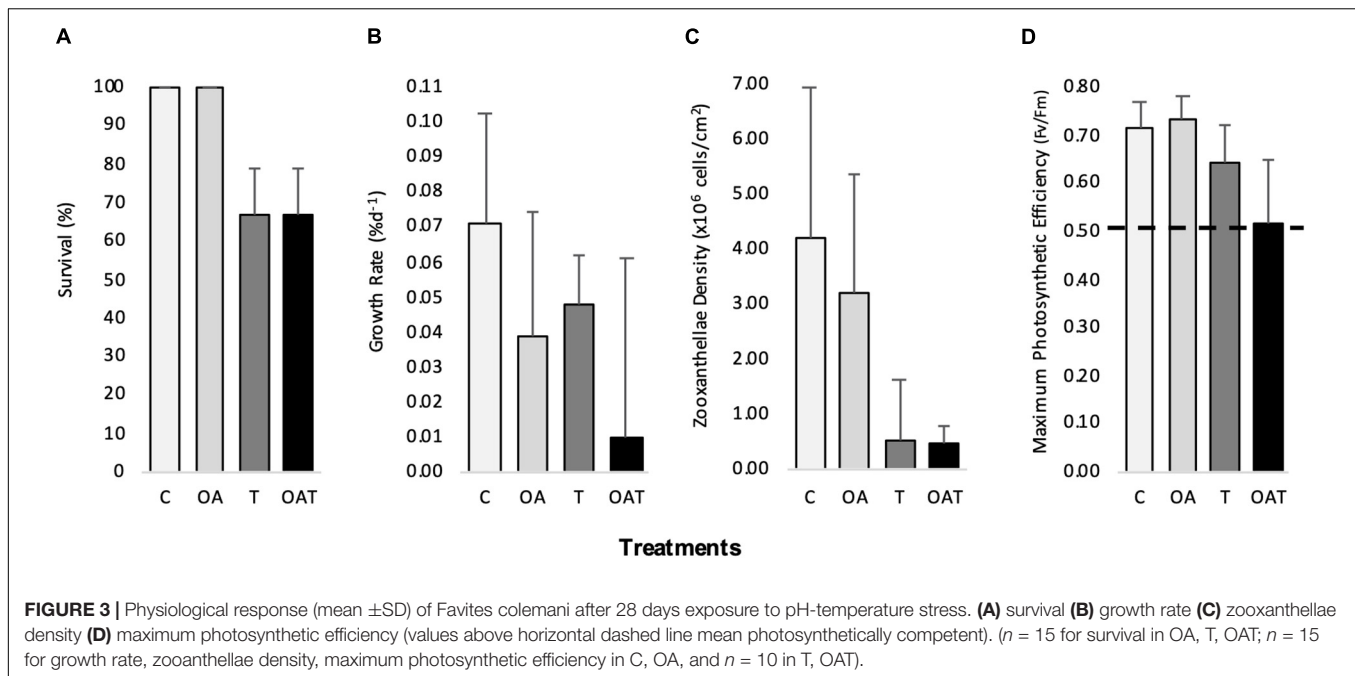 A
B
C
D
Survival (%)
100
90
80
70
60
50
40
30
20
10
0
C OA T OAT
Growth Rate (%d-1)
0.11
0.10
0.09
0.08
0.07
0.06
0.05
0.04
0.03
0.02
0.01
0.00
C OA T OAT
Zooxanthellae Density (x10⁶ cells/cm²)
7.00
6.00
5.00
4.00
3.00
2.00
1.00
0.00
C OA T OAT
Maximum Photosynthetic Efficiency (Fv/Fm)
0.80
0.70
0.60
0.50
0.40
0.30
0.20
0.10
0.00
C OA T OAT
Treatments
FIGURE 3 | Physiological response (mean ±SD) of Favites colemani after 28 days exposure to pH-temperature stress. (A) survival (B) growth rate (C) zooxanthellae
density (D) maximum photosynthetic efficiency (values above horizontal dashed line mean photosynthetically competent). (n = 15 for survival in OA, T, OAT; n = 15
for growth rate, zooanthellae density, maximum photosynthetic efficiency in C, OA, and n = 10 in T, OAT).